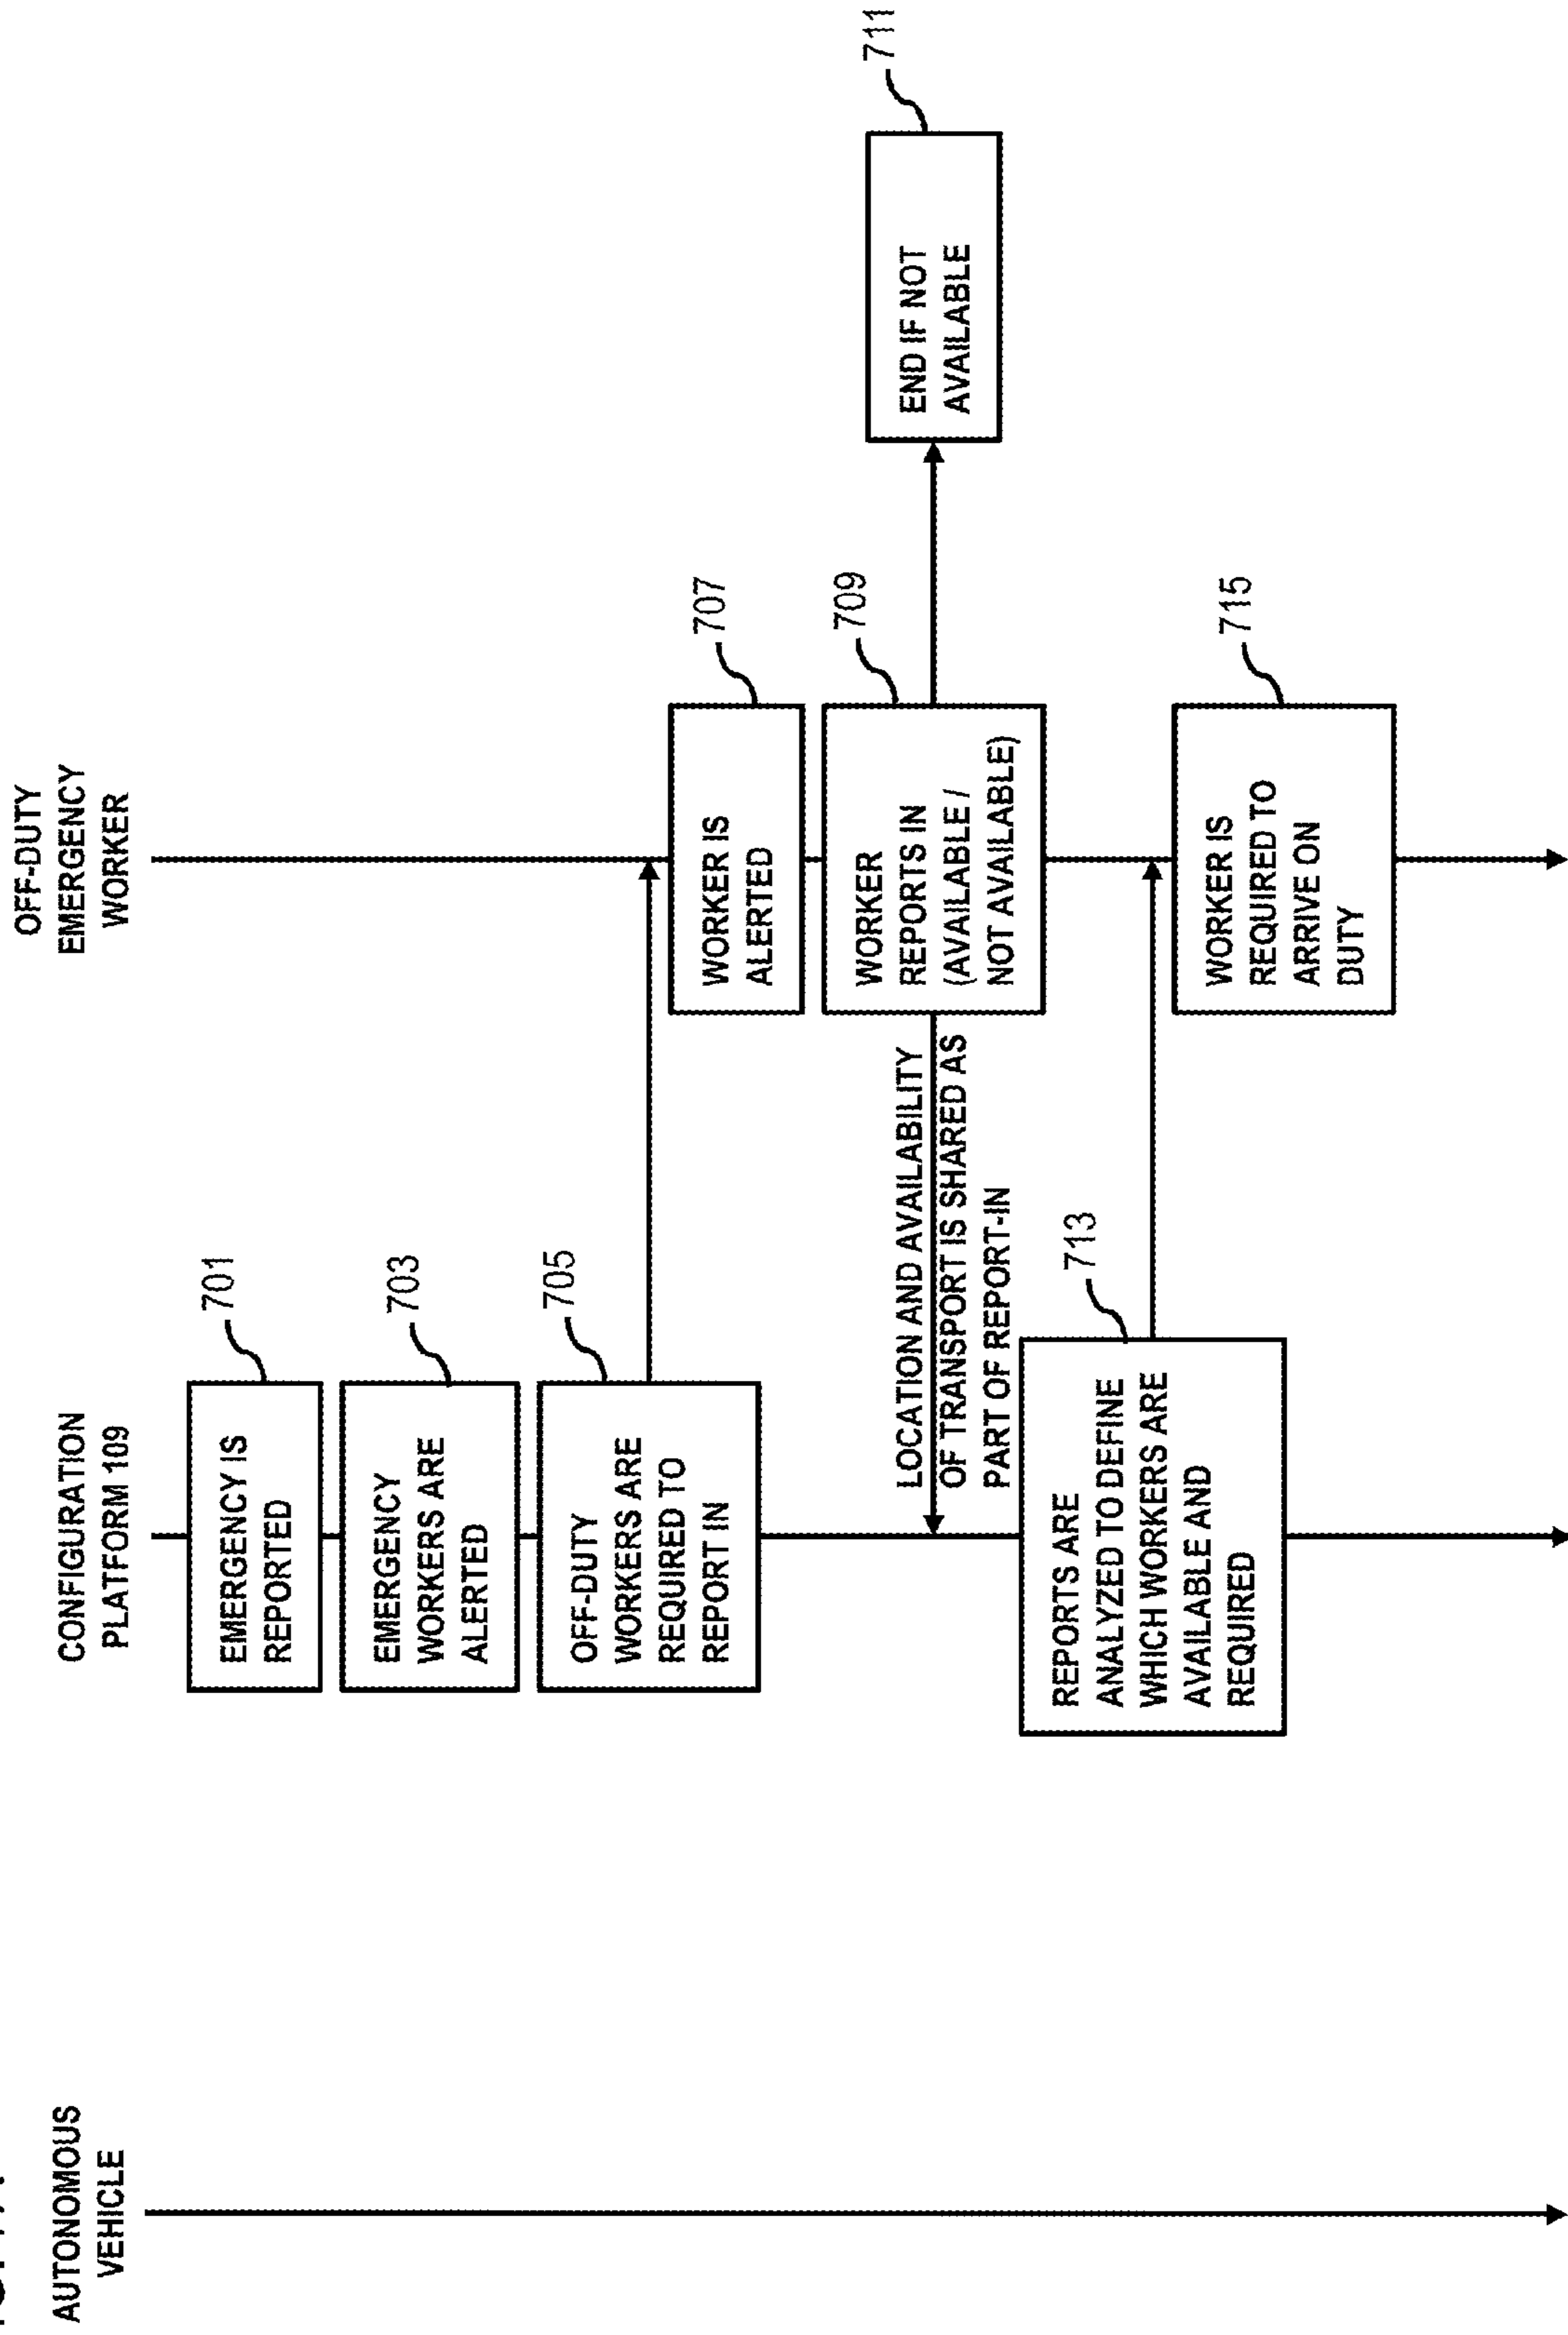 AUTONOMOUS
VEHICLE
CONFIGURATION
PLATFORM 109
OFF-DUTY
EMERGENCY
WORKER
701
EMERGENCY IS
REPORTED
703
EMERGENCY
WORKERS ARE
ALERTED
705
OFF-DUTY
WORKERS ARE
REQUIRED TO
REPORT IN
707
WORKER IS
ALERTED
709
WORKER
REPORTS IN
(AVAILABLE /
NOT AVAILABLE)
711
END IF NOT
AVAILABLE
LOCATION AND AVAILABILITY
OF TRANSPORT IS SHARED AS
PART OF REPORT-IN
713
REPORTS ARE
ANALYZED TO DEFINE
WHICH WORKERS ARE
AVAILABLE AND
REQUIRED
715
WORKER IS
REQUIRED TO
ARRIVE ON
DUTY